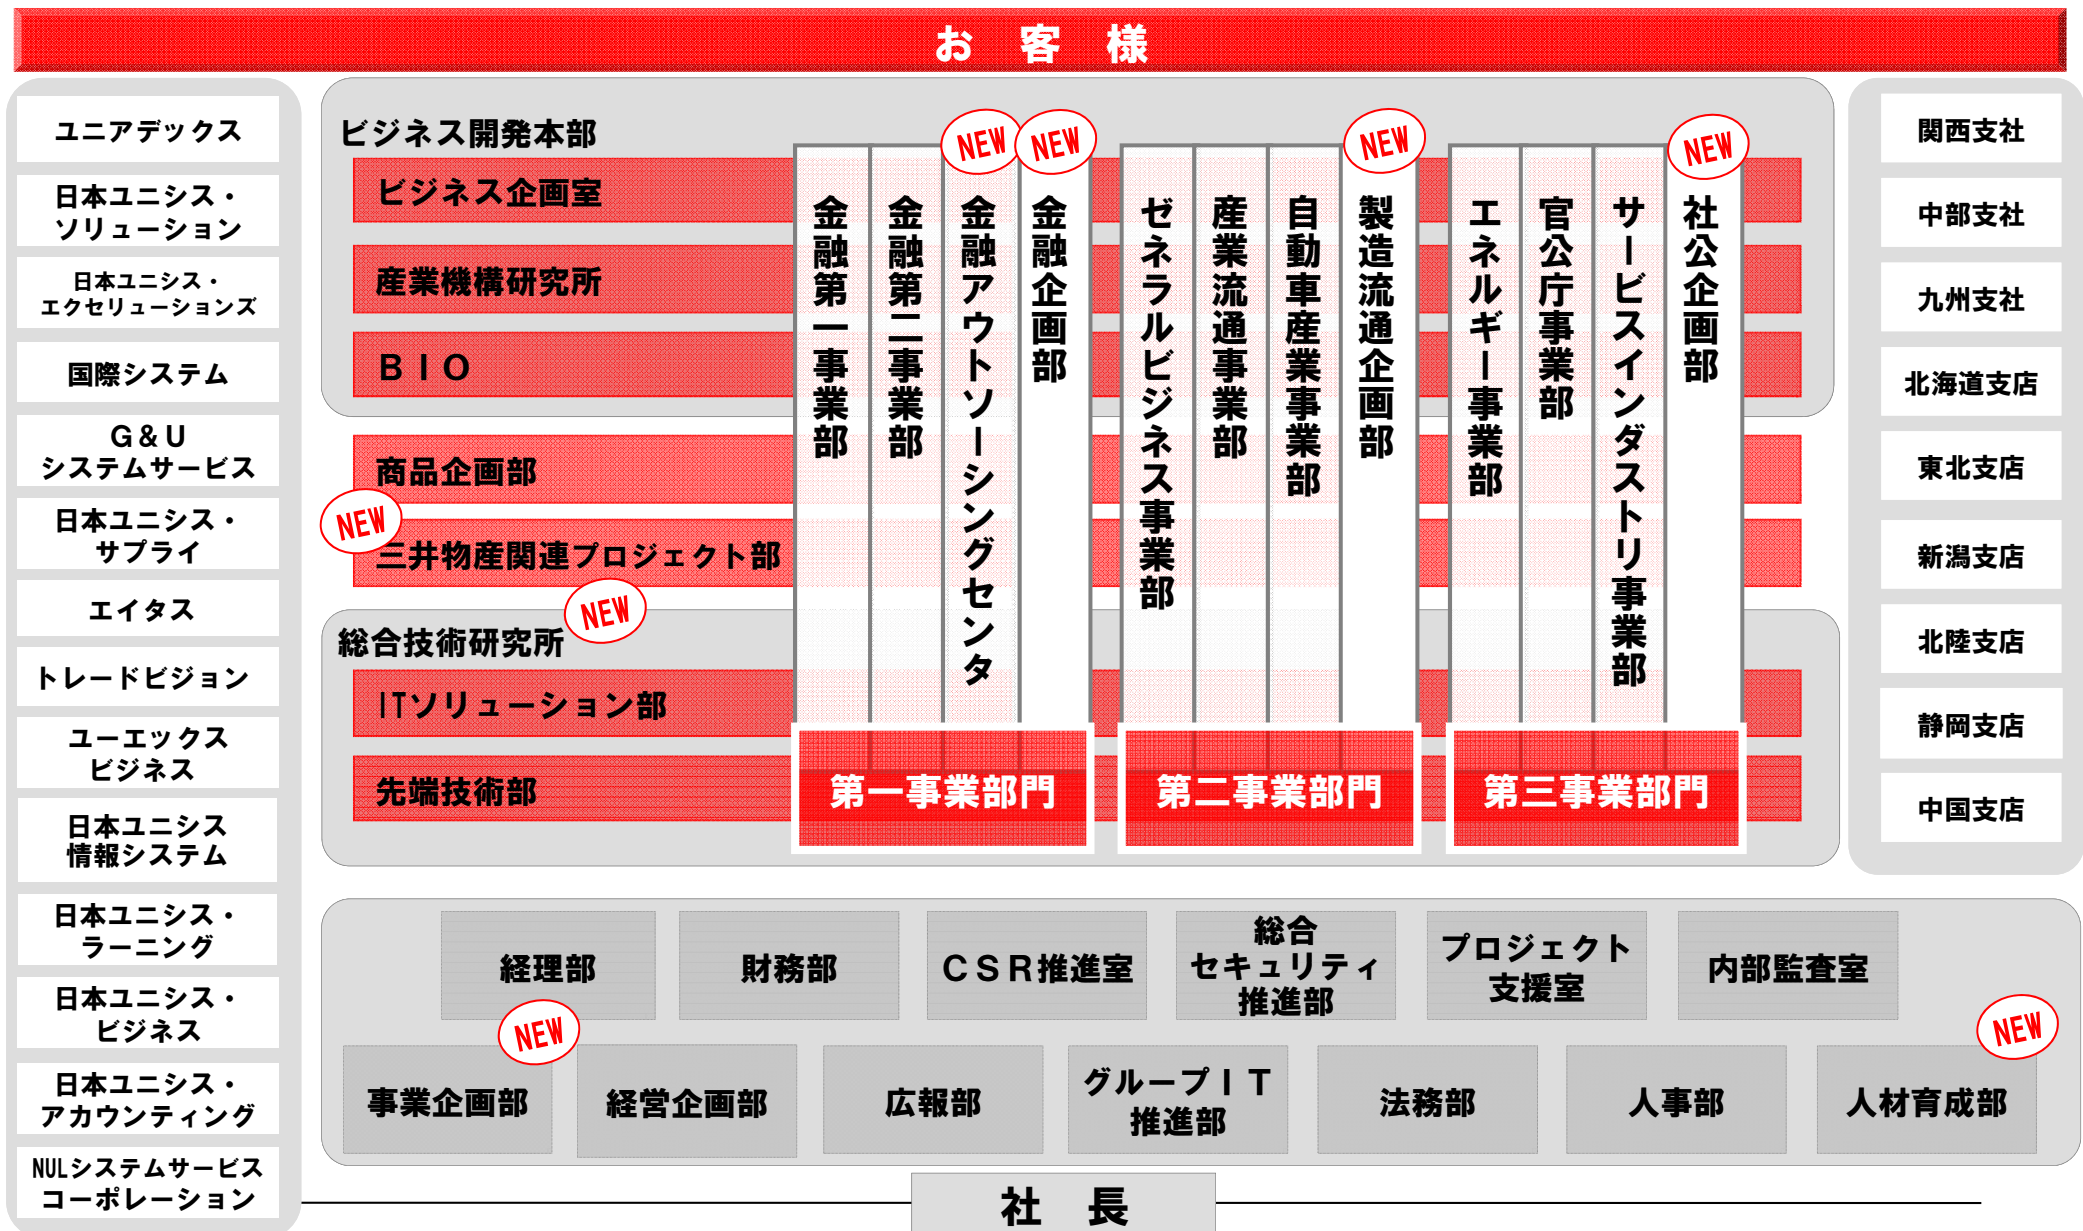 お 客 様
ユニアデックス
日本ユニシス・
ソリューション
日本ユニシス・
エクセリューションズ
国際システム
G&U
システムサービス
日本ユニシス・
サプライ
エイタス
トレードビジョン
ユーエックス
ビジネス
日本ユニシス
情報システム
日本ユニシス・
ラーニング
日本ユニシス・
ビジネス
日本ユニシス・
アカウンティング
NULシステムサービス
コーポレーション
ビジネス開発本部
ビジネス企画室
産業機構研究所
BIO
商品企画部
NEW
三井物産関連プロジェクト部
NEW
総合技術研究所
ITソリューション部
先端技術部
金融第一事業部
金融第二事業部
NEW
金融アウトソーシングセンタ
NEW
金融企画部
第一事業部門
ゼネラルビジネス事業部
産業流通事業部
自動車産業事業部
NEW
製造流通企画部
第二事業部門
エネルギー事業部
官公庁事業部
サービスインダストリ事業部
NEW
社公企画部
第三事業部門
関西支社
中部支社
九州支社
北海道支店
東北支店
新潟支店
北陸支店
静岡支店
中国支店
経理部
財務部
CSR推進室
総合
セキュリティ
推進部
プロジェクト
支援室
内部監査室
NEW
事業企画部
経営企画部
広報部
グループIT
推進部
法務部
人事部
NEW
人材育成部
社 長